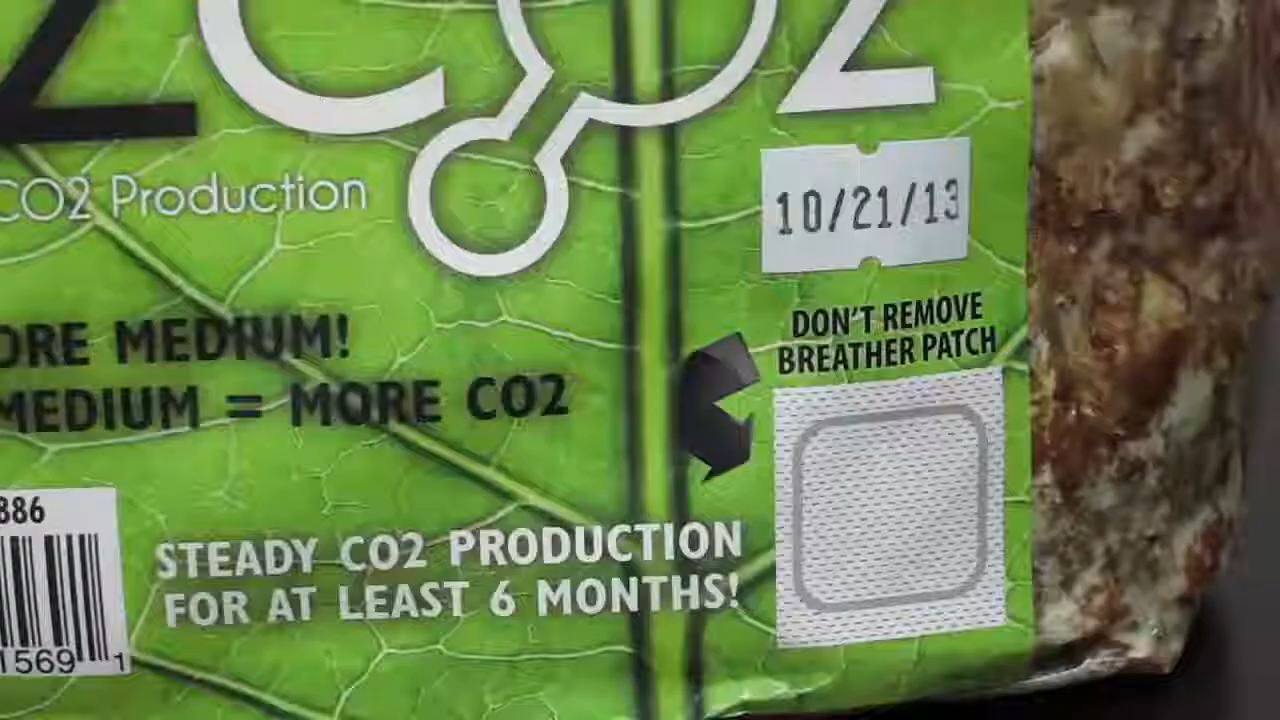 2CO2
CO2 Production
10/21/13
DON'T REMOVE
BREATHER PATCH
ORE MEDIUM!
MEDIUM = MORE CO2
886
STEADY CO2 PRODUCTION
FOR AT LEAST 6 MONTHS!
1569 1